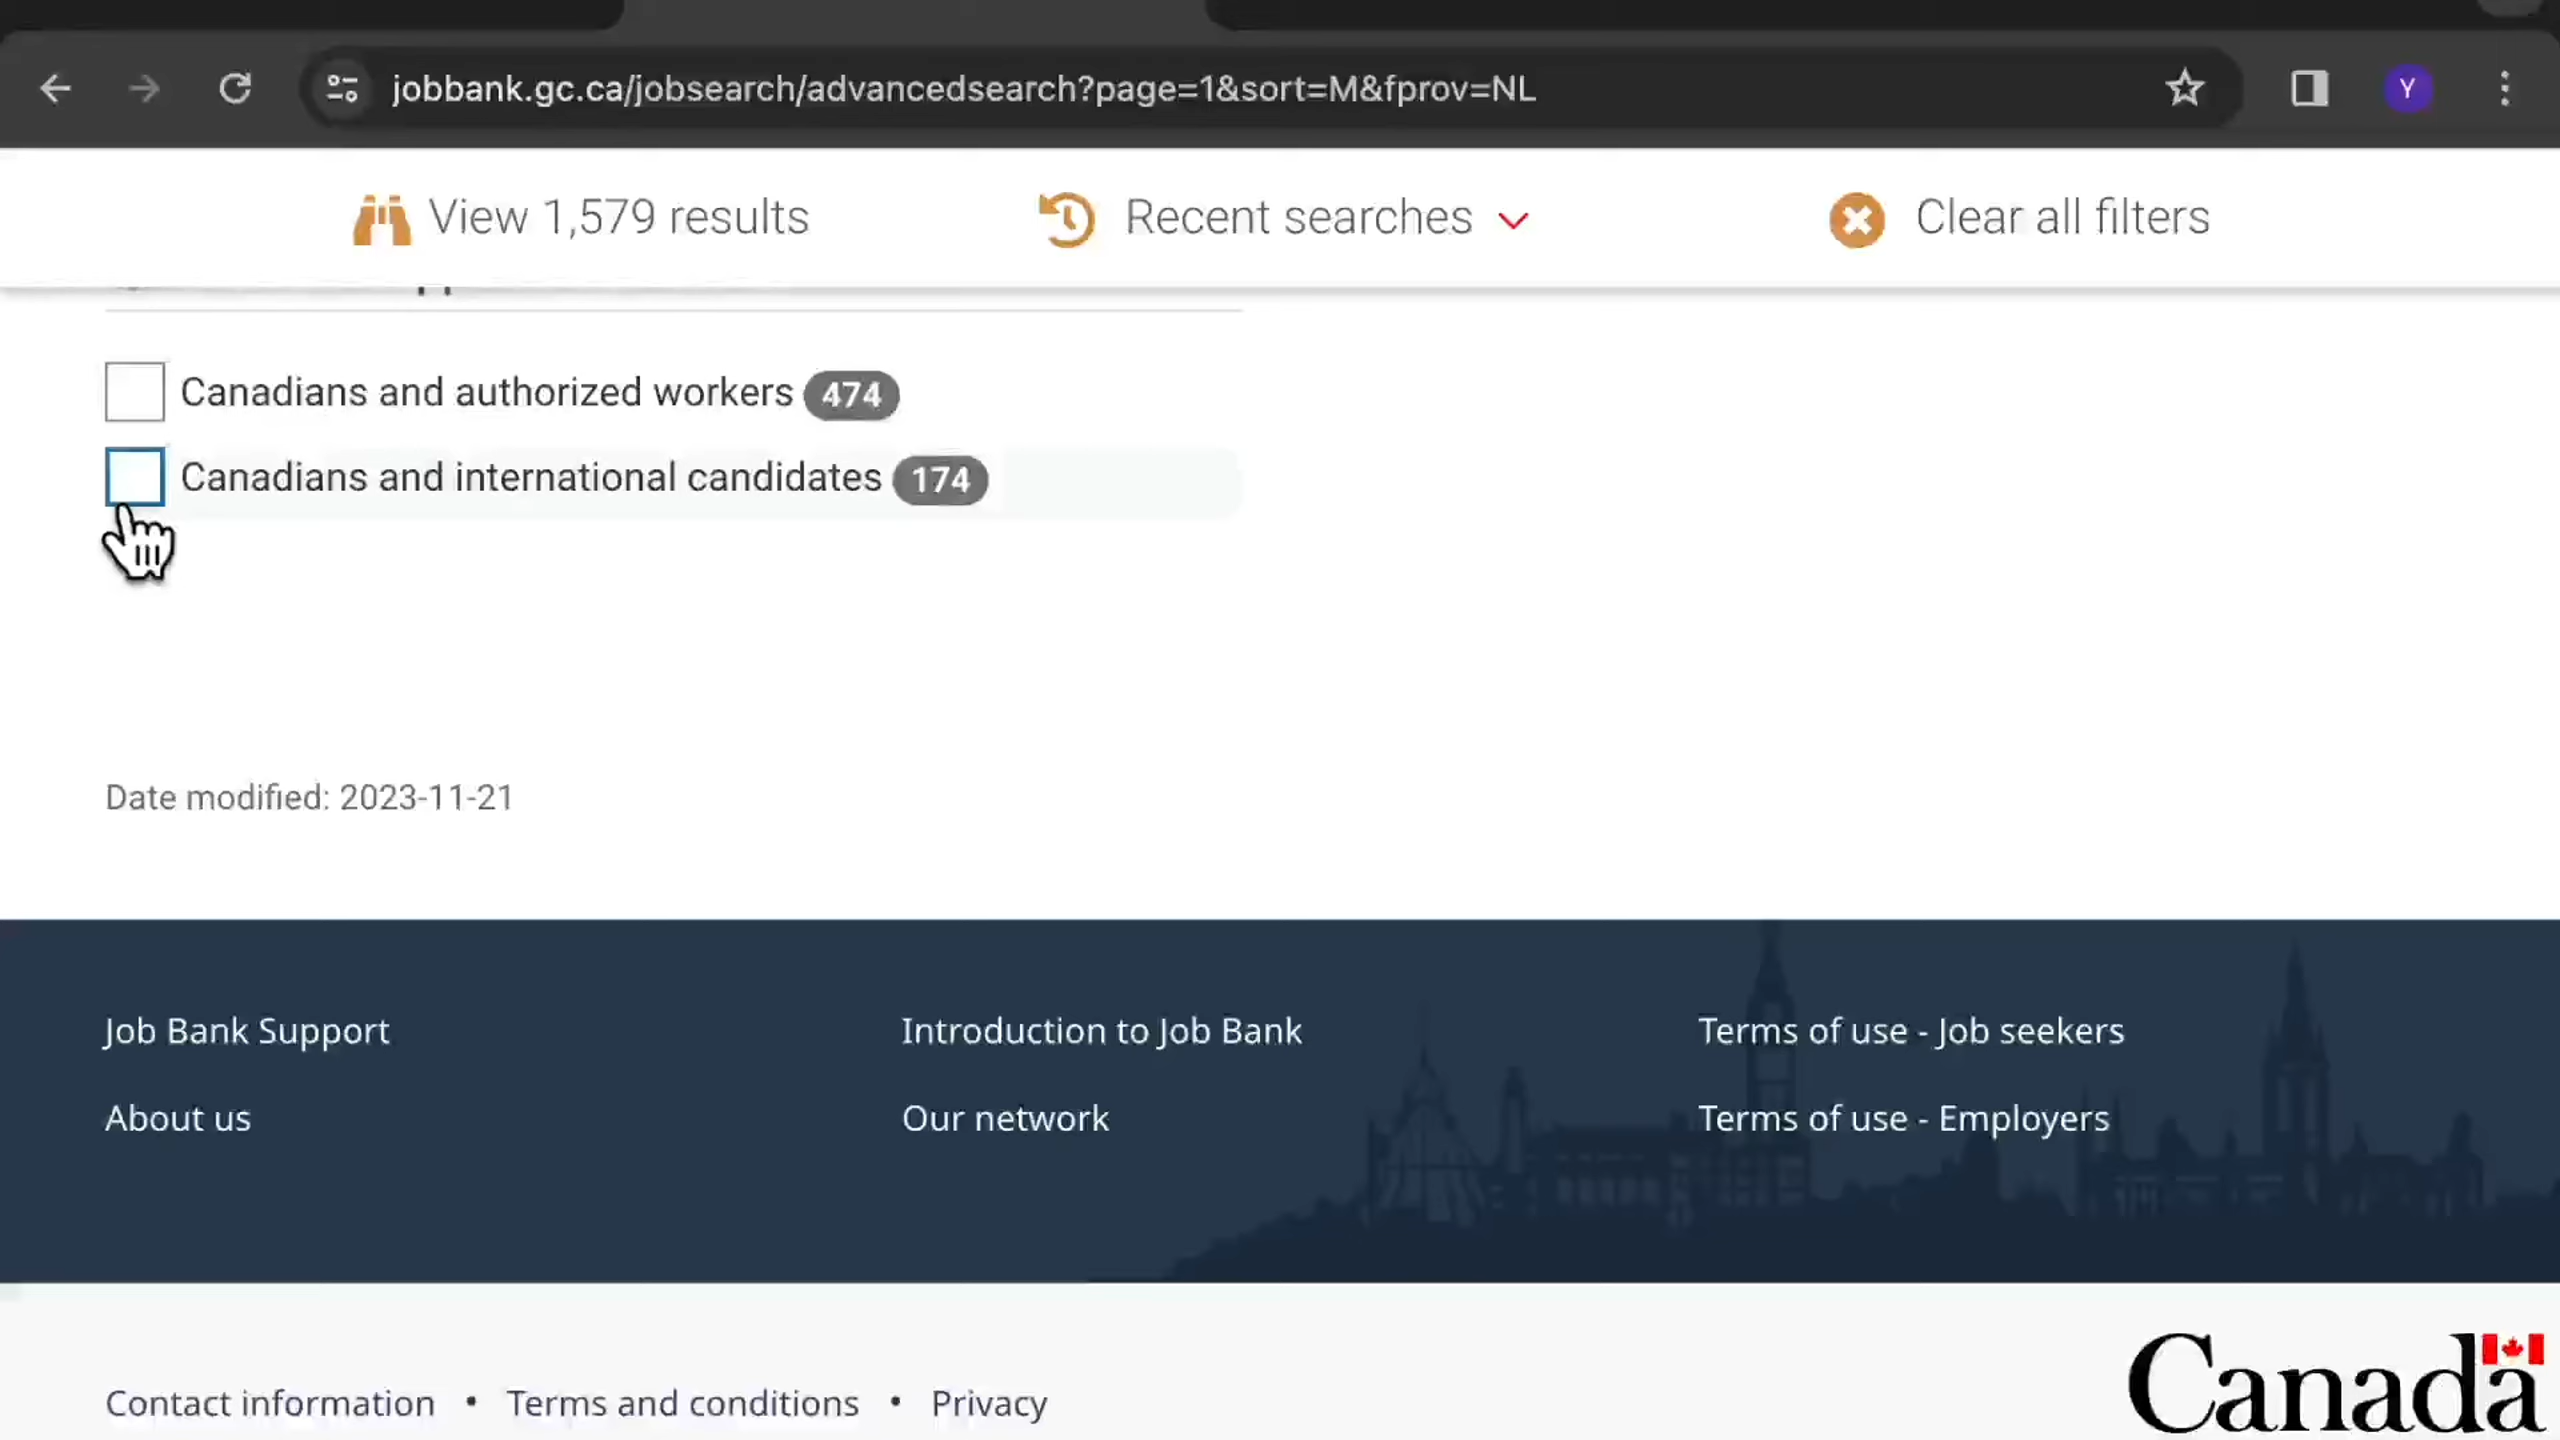 jobbank.gc.ca/jobsearch/advancedsearch?page=1&sort=M&fprov=NL
Y
View 1,579 results
Recent searches
Clear all filters
Canadians and authorized workers 474
Canadians and international candidates 174
Date modified: 2023-11-21
Job Bank Support
Introduction to Job Bank
Terms of use - Job seekers
About us
Our network
Terms of use - Employers
Contact information • Terms and conditions • Privacy
Canada